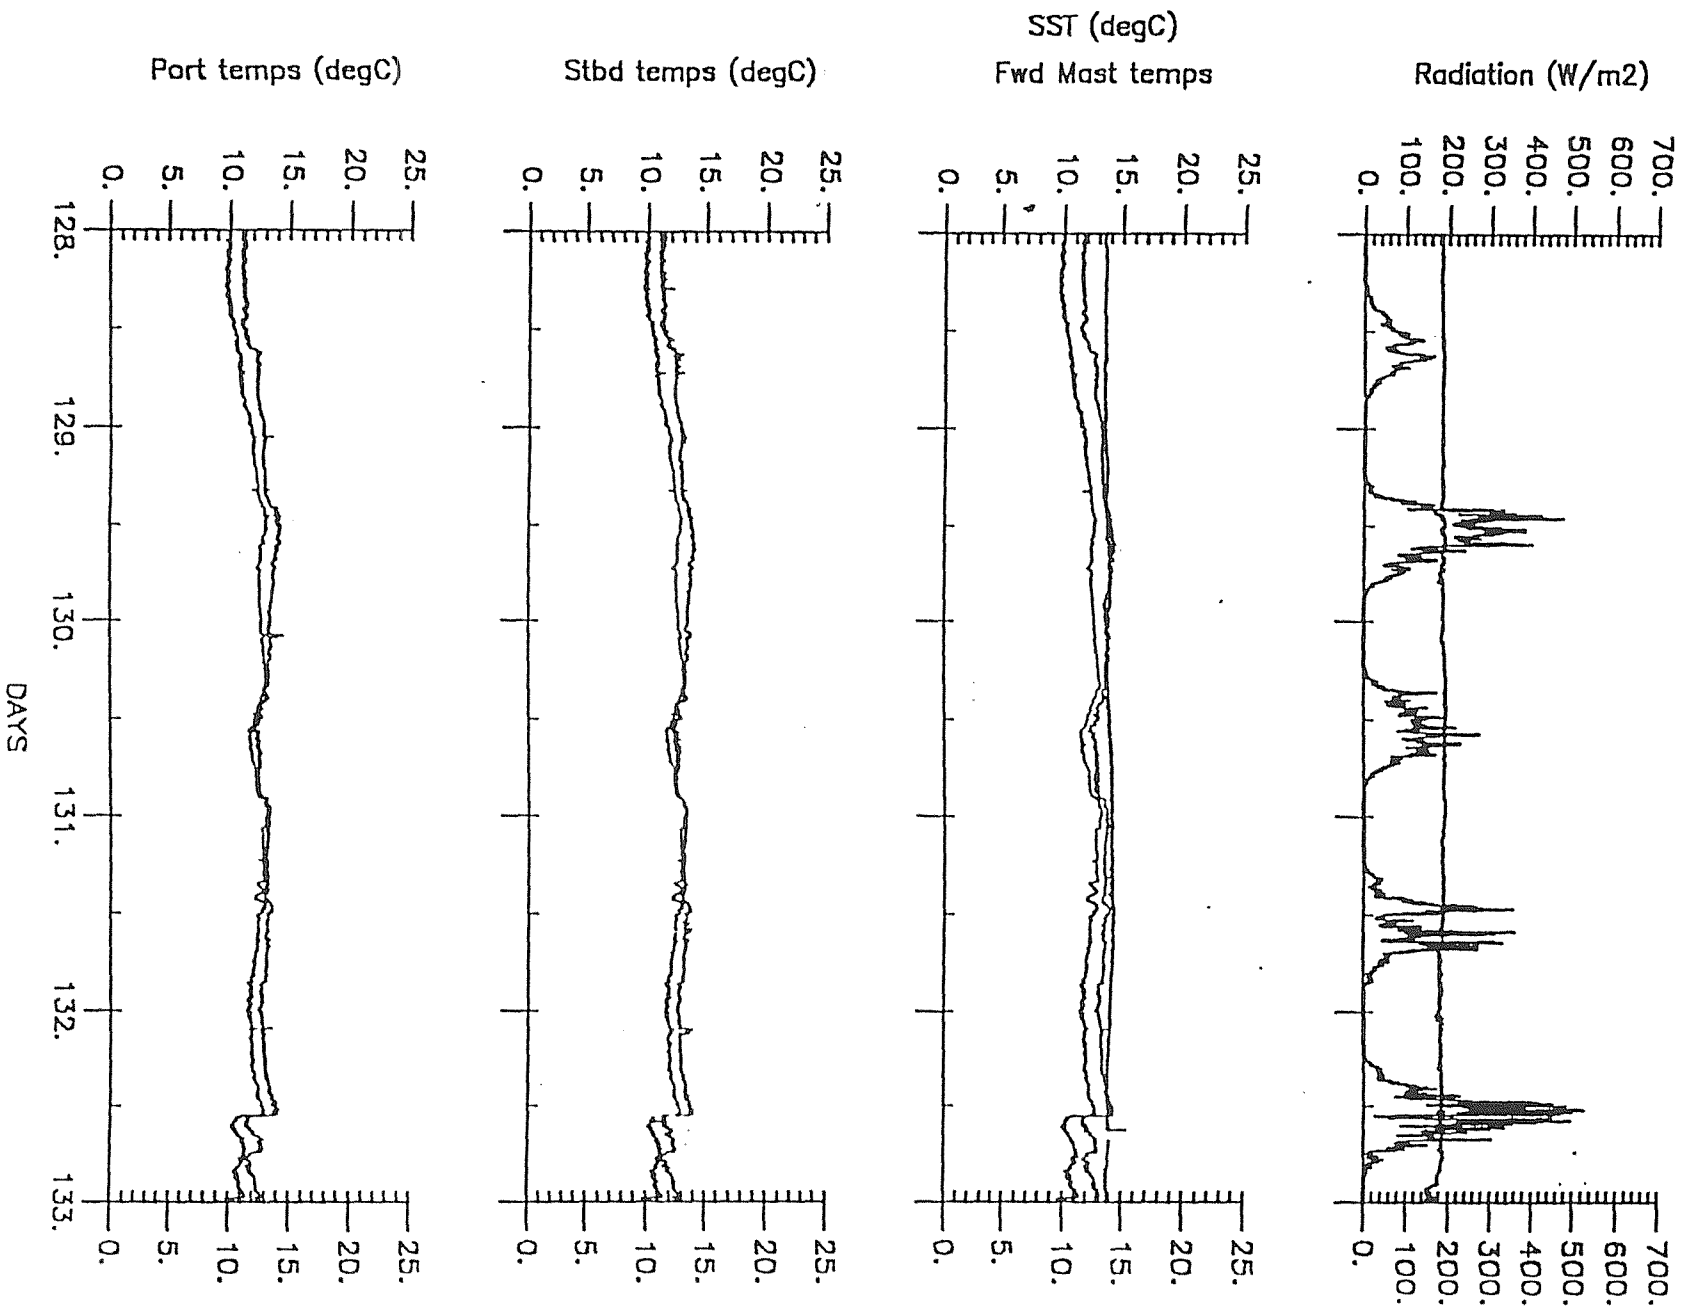 SST (degC)
Port temps (degC)
Stbd temps (degC)
Fwd Mast temps
Radiation (W/m2)
0. 5. 10. 15. 20. 25.
0. 5. 10. 15. 20. 25.
0. 5. 10. 15. 20. 25.
0. 100. 200. 300. 400. 500. 600. 700.
128. 129. 130. 131. 132. 133.
DAYS
0. 5. 10. 15. 20. 25.
0. 5. 10. 15. 20. 25.
0. 5. 10. 15. 20. 25.
0. 100. 200. 300. 400. 500. 600. 700.